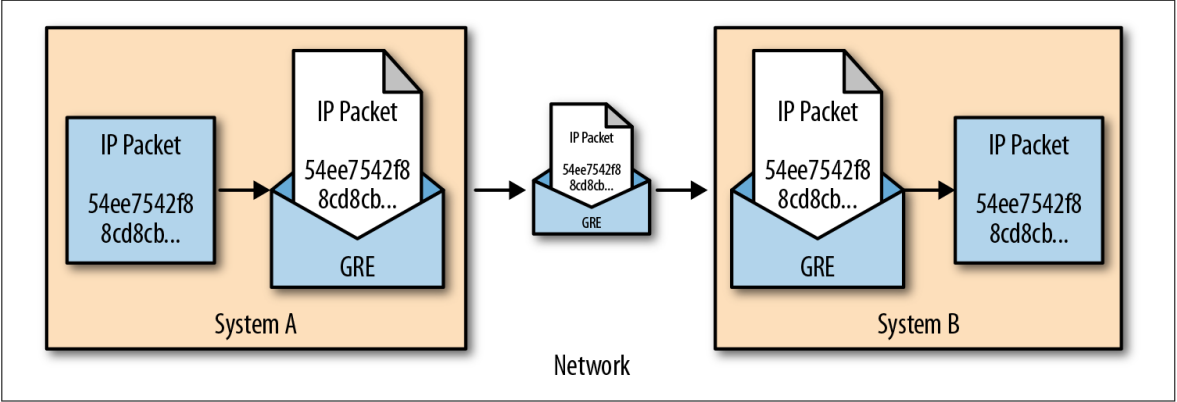 IP Packet
54ee7542f8
8cd8cb...
IP Packet
54ee7542f8
8cd8cb...
GRE
System A
IP Packet
54ee7542f8
8cd8cb...
GRE
Network
IP Packet
54ee7542f8
8cd8cb...
GRE
IP Packet
54ee7542f8
8cd8cb...
System B